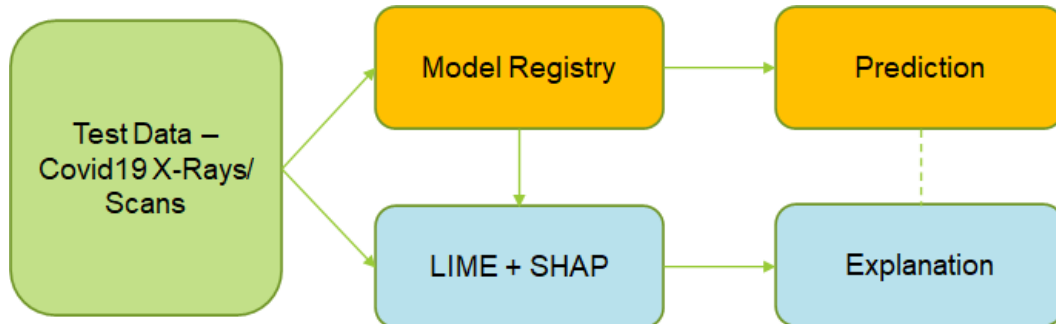 Model Registry
Prediction
Test Data –
Covid19 X-Rays/
Scans
LIME + SHAP
Explanation